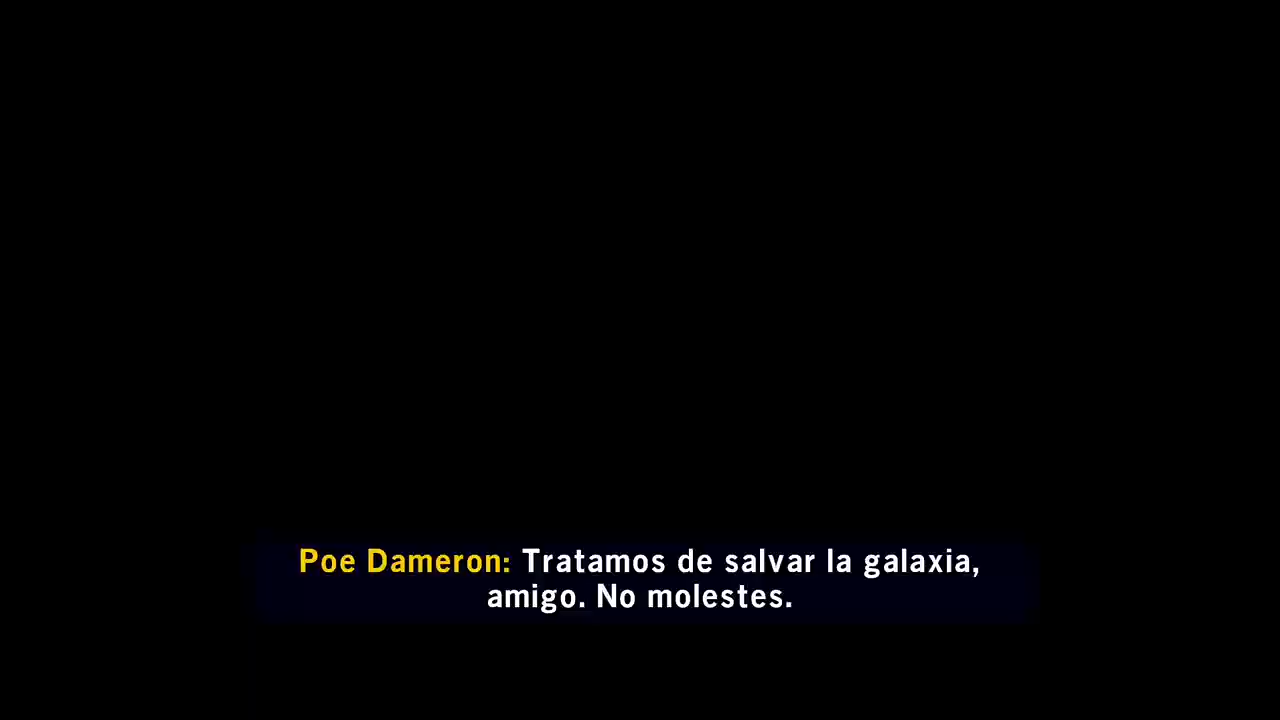 Poe Dameron: Tratamos de salvar la galaxia,
amigo. No molestes.